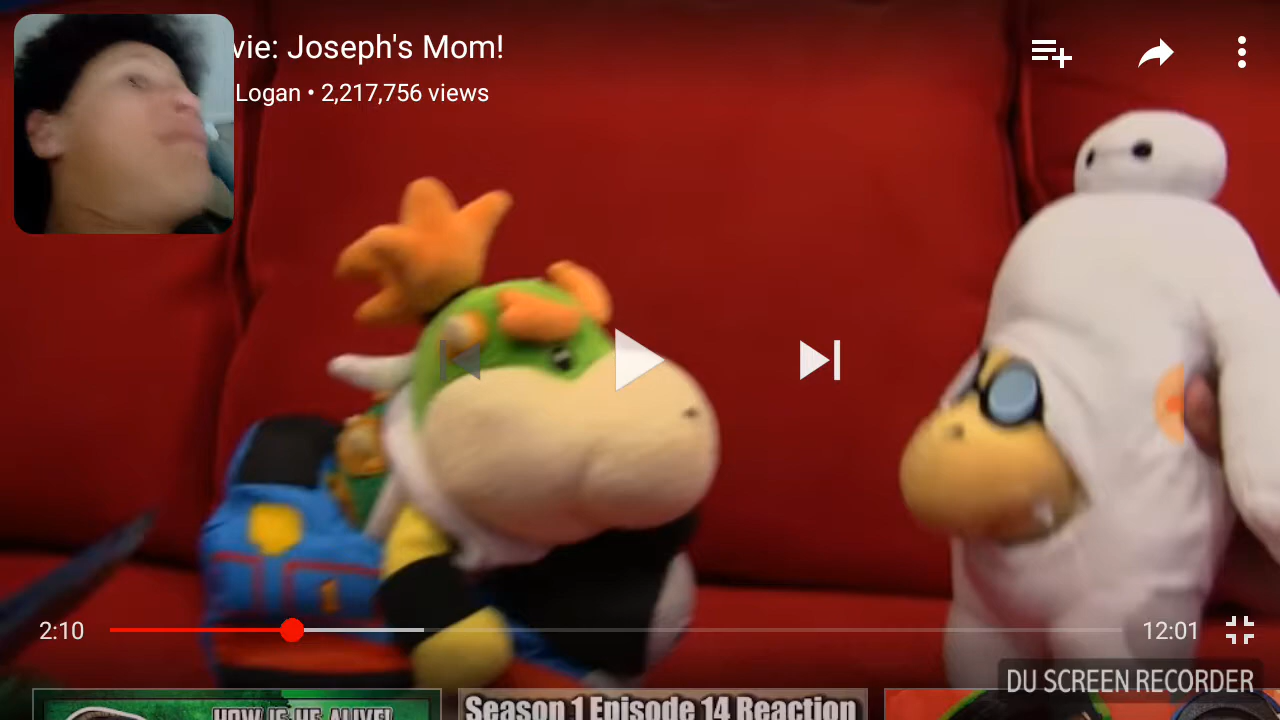 vie: Joseph's Mom!
Logan • 2,217,756 views
1
2:10
12:01
DU SCREEN RECORDER
HOW IS HE ALIVE!
Season 1 Episode 14 Reaction